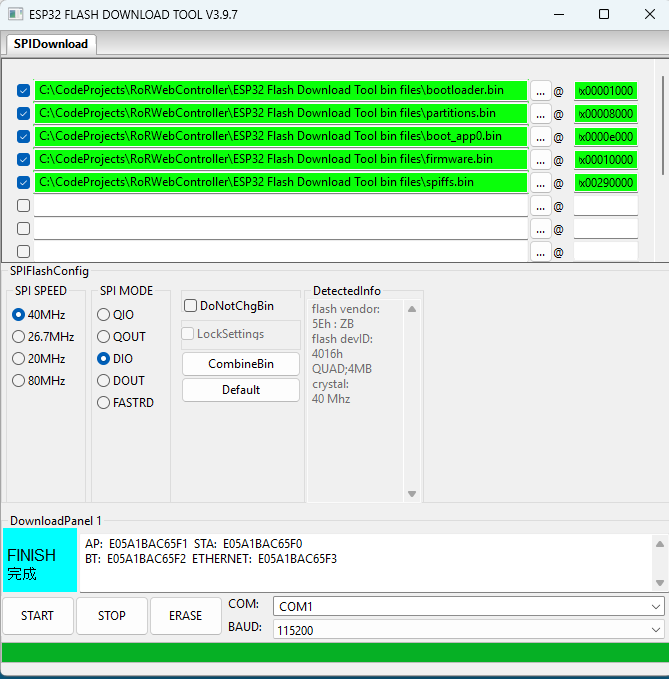 ESP32 FLASH DOWNLOAD TOOL V3.9.7
SPIDownload
C:\CodeProjects\RoRWebController\ESP32 Flash Download Tool bin files\bootloader.bin ... @ 0x00001000
C:\CodeProjects\RoRWebController\ESP32 Flash Download Tool bin files\partitions.bin ... @ 0x00008000
C:\CodeProjects\RoRWebController\ESP32 Flash Download Tool bin files\boot_app0.bin ... @ 0x0000e000
C:\CodeProjects\RoRWebController\ESP32 Flash Download Tool bin files\firmware.bin ... @ 0x00010000
C:\CodeProjects\RoRWebController\ESP32 Flash Download Tool bin files\spiffs.bin ... @ 0x00290000
... @
... @
... @
SPIFlashConfig
SPI SPEED
40MHz
26.7MHz
20MHz
80MHz
SPI MODE
QIO
QOUT
DIO
DOUT
FASTRD
DoNotChgBin
LockSettings
CombineBin
Default
DetectedInfo
flash vendor:
5Eh : ZB
flash devID:
4016h
QUAD;4MB
crystal:
40 Mhz
DownloadPanel 1
FINISH
完成
AP: E05A1BAC65F1 STA: E05A1BAC65F0
BT: E05A1BAC65F2 ETHERNET: E05A1BAC65F3
START
STOP
ERASE
COM: COM1
BAUD: 115200